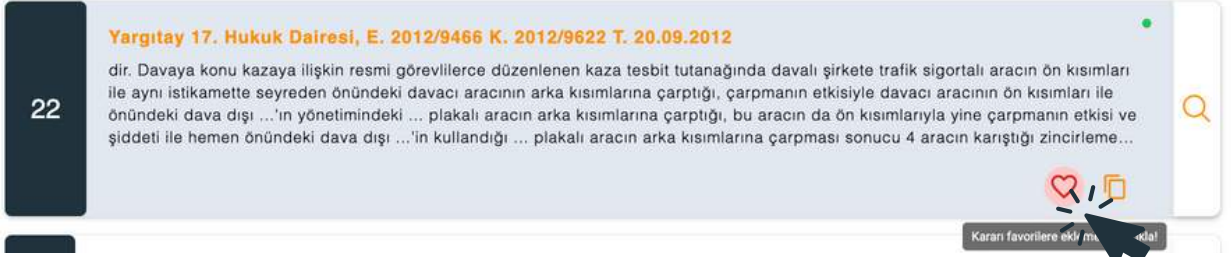 22
Yargıtay 17. Hukuk Dairesi, E. 2012/9466 K. 2012/9622 T. 20.09.2012
dir. Davaya konu kazaya ilişkin resmi görevlilerce düzenlenen kaza tesbit tutanağında davalı şirkete trafik sigortalı aracın ön kısımları
ile aynı istikamette seyreden önündeki davacı aracının arka kısımlarına çarptığı, çarpmanın etkisiyle davacı aracının ön kısımları ile
önündeki dava dışı ...'ın yönetimindeki ... plakalı aracın arka kısımlarına çarptığı, bu aracın da ön kısımlarıyla yine çarpmanın etkisi ve
şiddeti ile hemen önündeki dava dışı ...'in kullandığı ... plakalı aracın arka kısımlarına çarpması sonucu 4 aracın karıştığı zincirleme...
Kararı favorilere